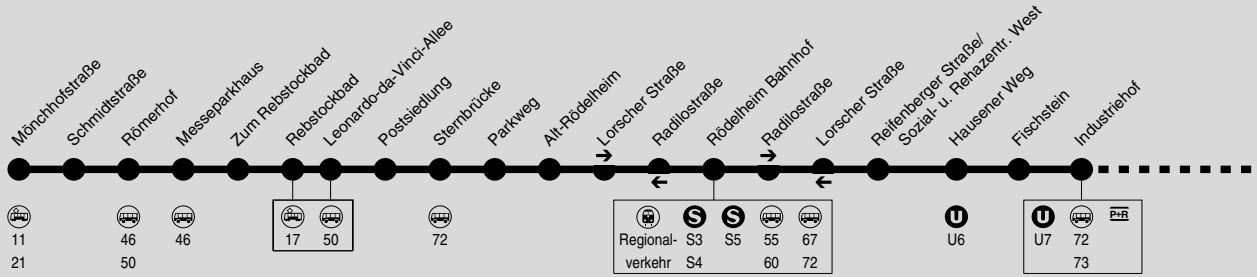 Mönchhofstraße
Schmidtstraße
Römerhof
Messeparkhaus
Zum Rebstockbad
Rebstockbad
Leonardo-da-Vinci-Allee
Postsiedlung
Sternbrücke
Parkweg
Alt-Rödelheim
Lorscher Straße
Radilostraße
Rödelheim Bahnhof
Radilostraße
Lorscher Straße
Reifenberger Straße/
Sozial- u. Rehazentr. West
Hausener Weg
Fischstein
Industriehof
11
21
46
50
46
17
50
72
Regional-
verkehr
S
S3
S4
S
S5
55
60
67
72
U
U6
U
U7
72
73
P+R